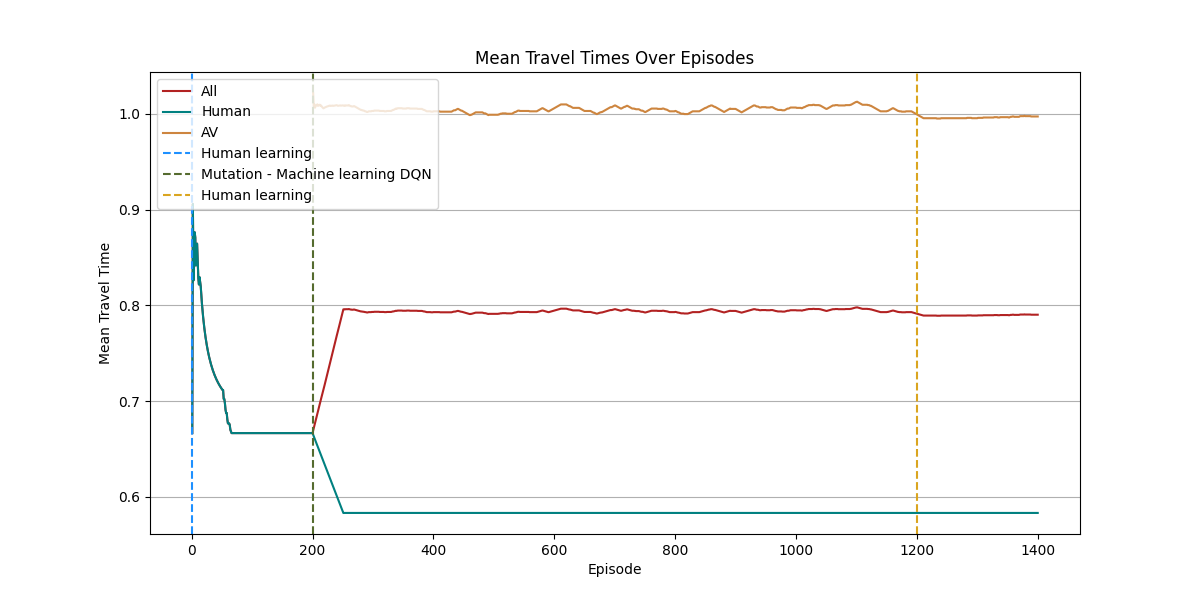 Mean Travel Times Over Episodes
All
Human
AV
Human learning
Mutation - Machine learning DQN
Human learning
Mean Travel Time
1.0
0.9
0.8
0.7
0.6
0 200 400 600 800 1000 1200 1400
Episode